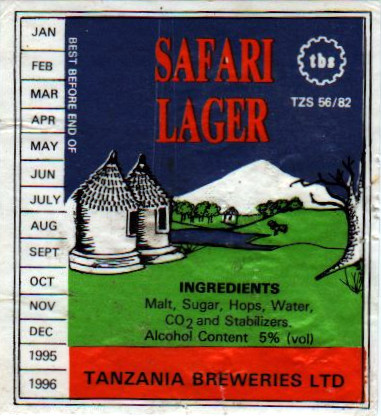 JAN
FEB
MAR
APR
MAY
JUN
JULY
AUG
SEPT
OCT
NOV
DEC
1995
1996
BEST BEFORE END OF
SAFARI
LAGER
tbs
TZS 56/82
INGREDIENTS
Malt, Sugar, Hops, Water,
CO2 and Stabilizers.
Alcohol Content 5% (vol)
TANZANIA BREWERIES LTD